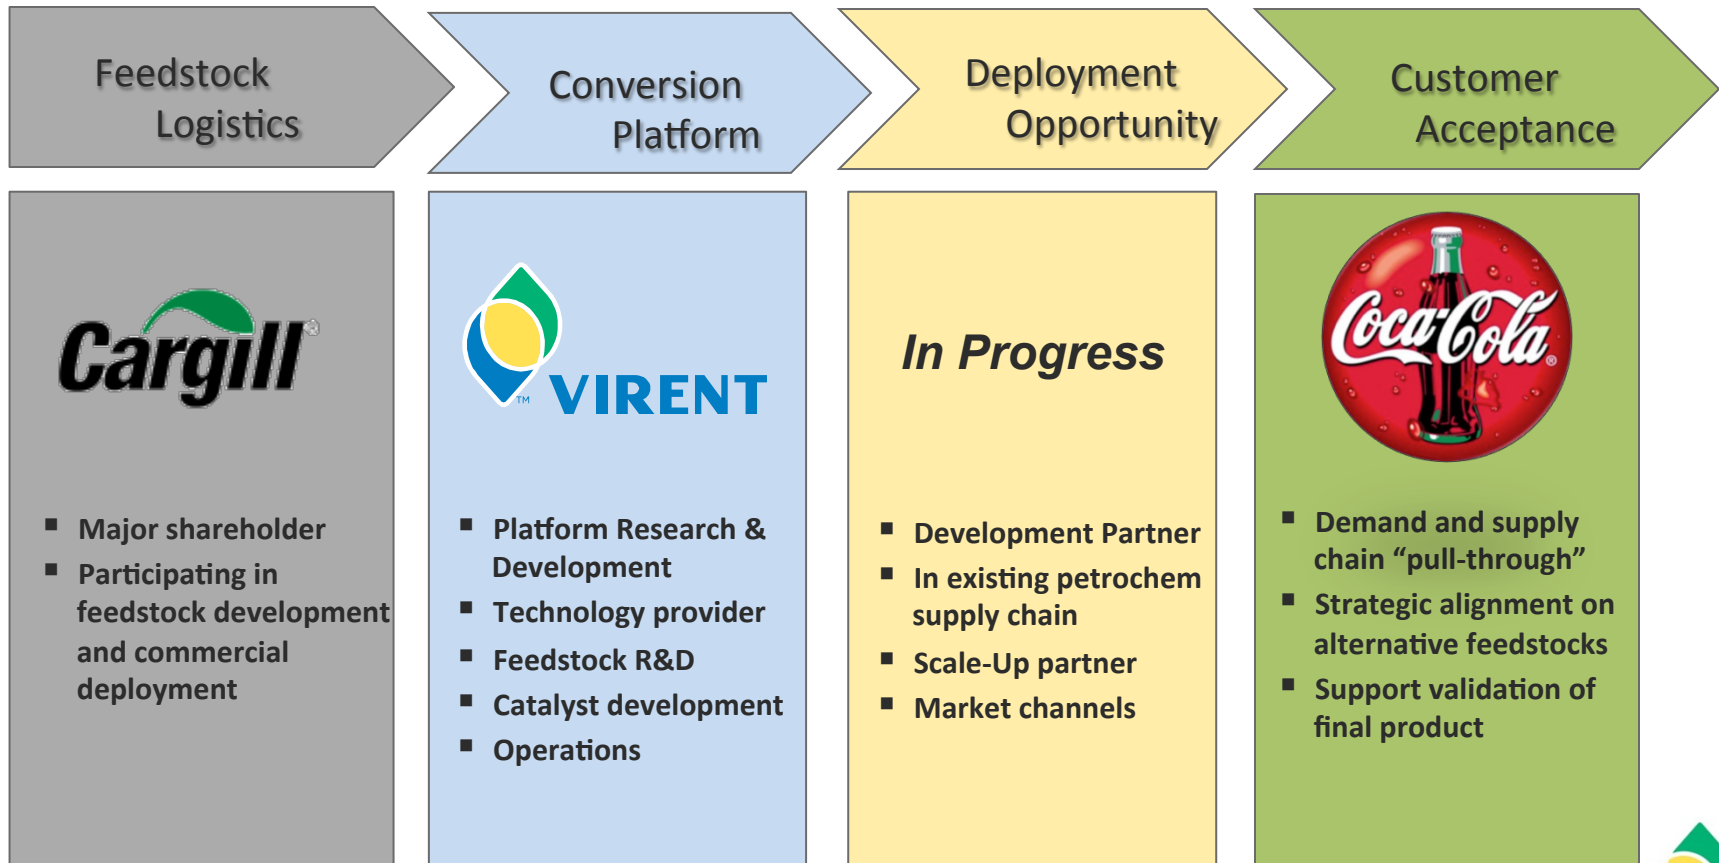 Feedstock
Logistics
Conversion
Platform
Deployment
Opportunity
Customer
Acceptance
Cargill®
▪ Major shareholder
▪ Participating in
feedstock development
and commercial
deployment
™ VIRENT
▪ Platform Research &
Development
▪ Technology provider
▪ Feedstock R&D
▪ Catalyst development
▪ Operations
In Progress
▪ Development Partner
▪ In existing petrochem
supply chain
▪ Scale-Up partner
▪ Market channels
Coca-Cola®
▪ Demand and supply
chain “pull-through”
▪ Strategic alignment on
alternative feedstocks
▪ Support validation of
final product